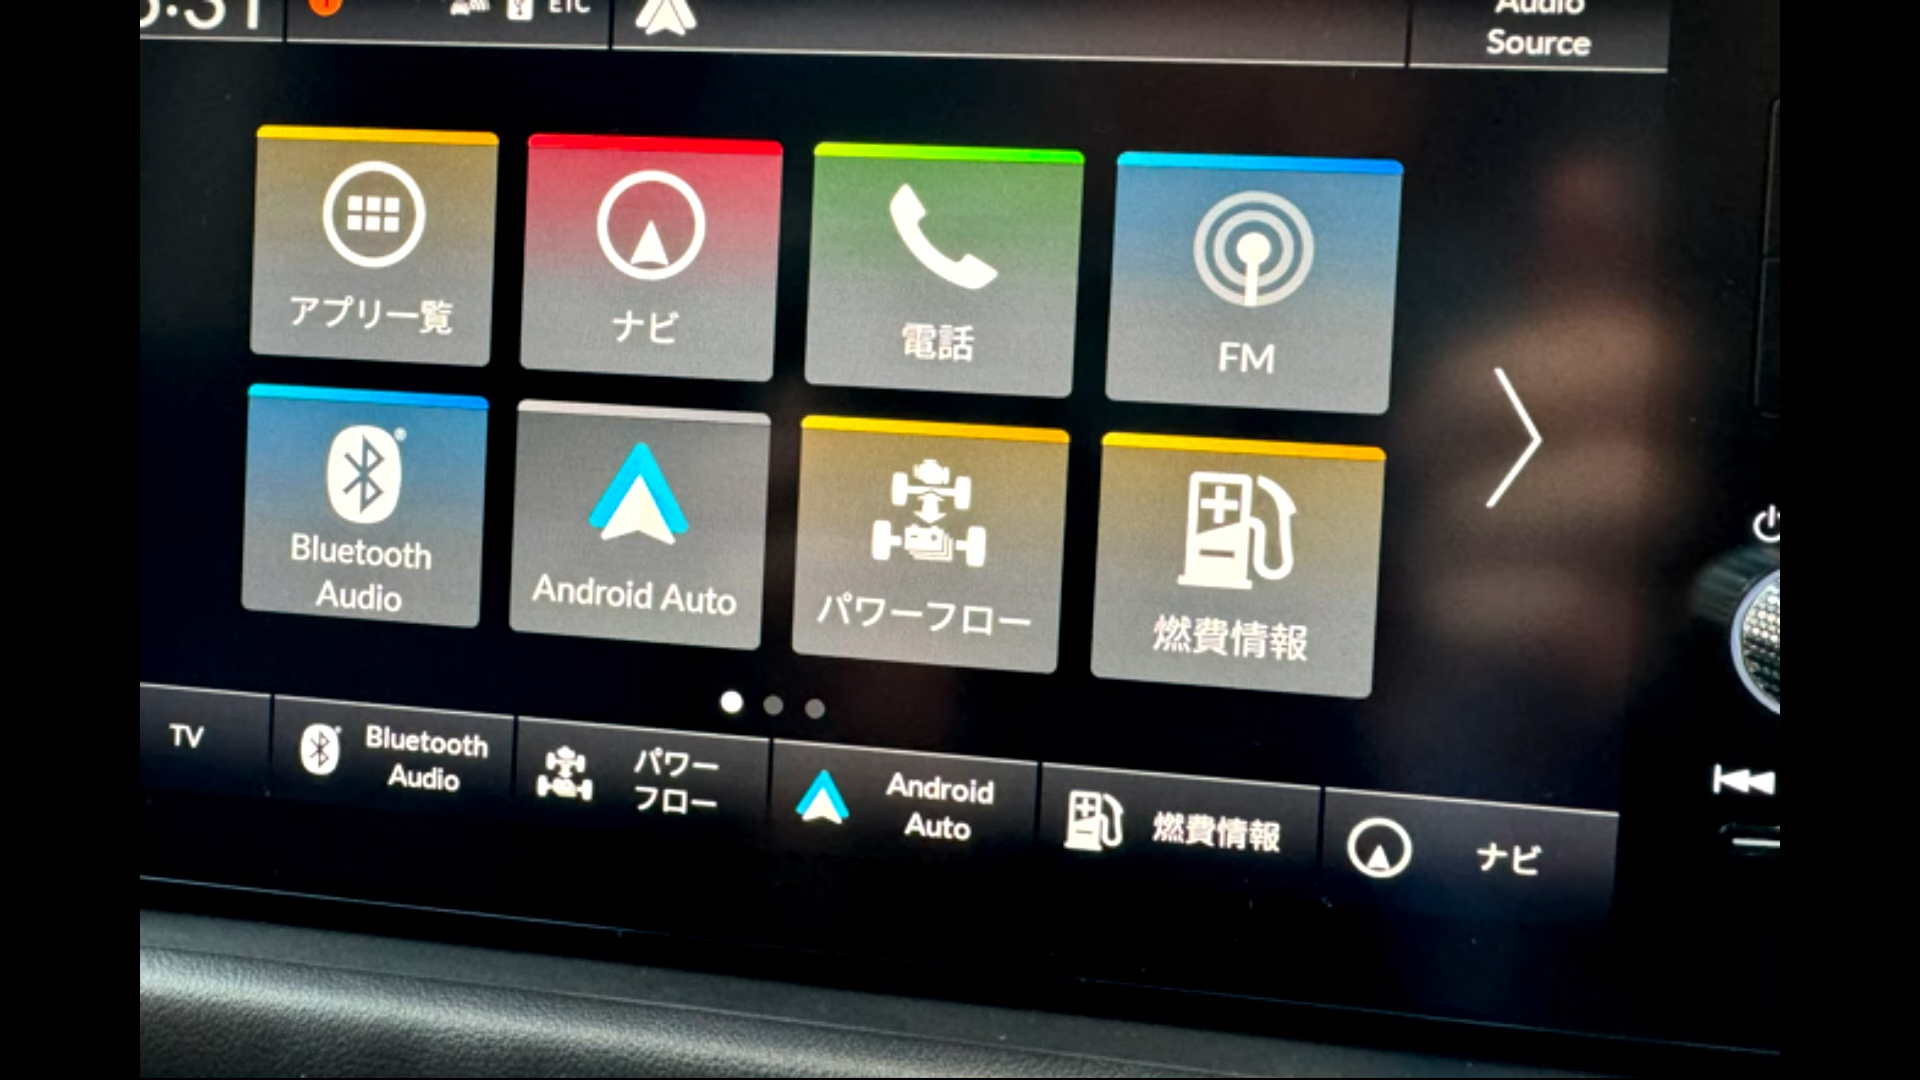 ETC
Audio
Source
アプリ一覧
ナビ
電話
FM
Bluetooth
Audio
Android Auto
パワーフロー
燃費情報
TV
Bluetooth
Audio
パワー
フロー
Android
Auto
燃費情報
ナビ